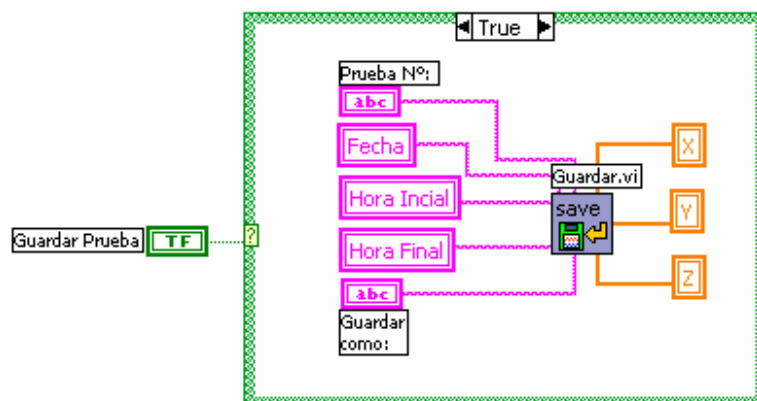 True
Prueba Nº:
abc
Fecha
Hora Incial
Hora Final
abc
Guardar
como:
Guardar Prueba
TF
?
Guardar.vi
save
X
Y
Z